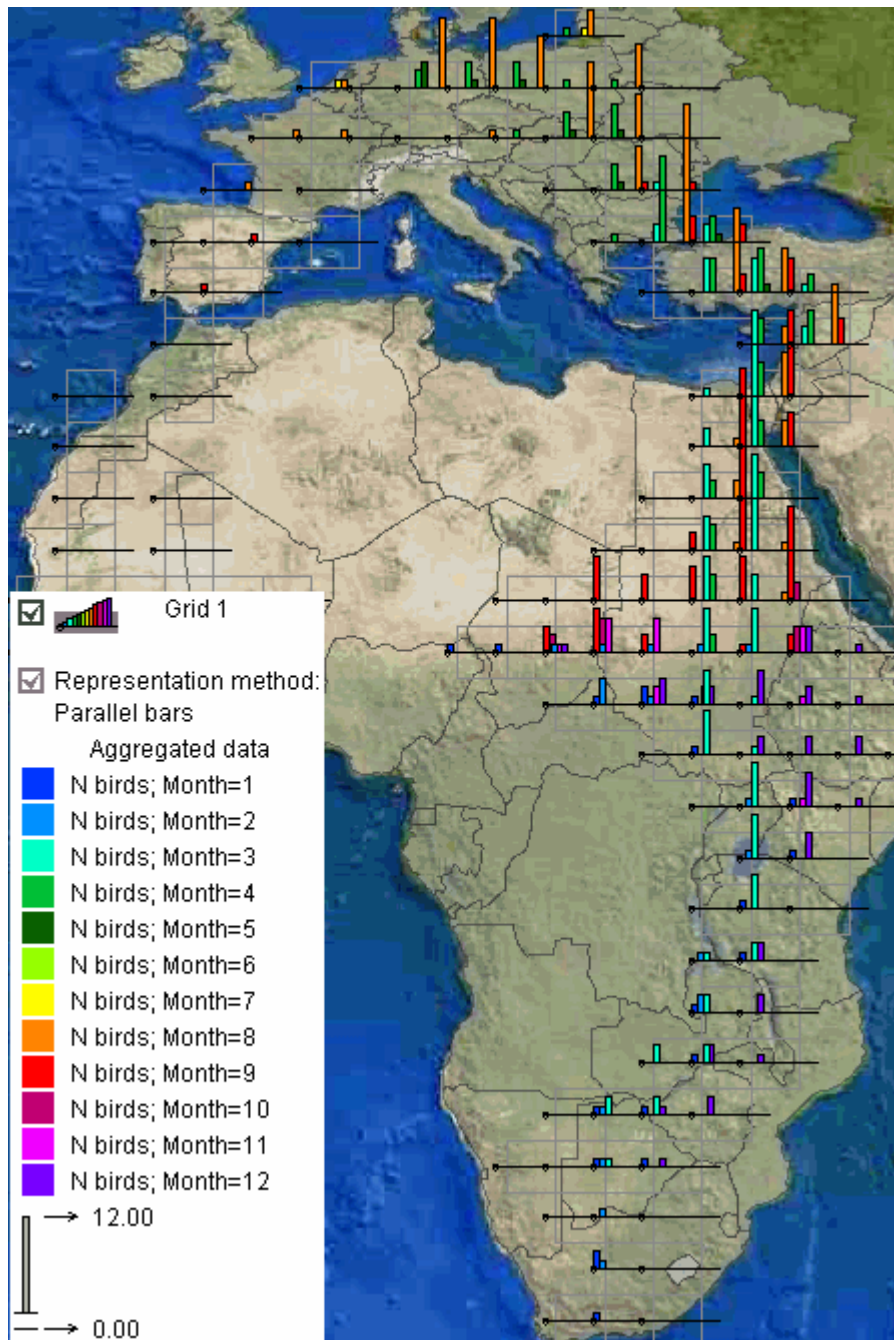 Grid 1
Representation method:
Parallel bars
Aggregated data
N birds; Month=1
N birds; Month=2
N birds; Month=3
N birds; Month=4
N birds; Month=5
N birds; Month=6
N birds; Month=7
N birds; Month=8
N birds; Month=9
N birds; Month=10
N birds; Month=11
N birds; Month=12
12.00
0.00